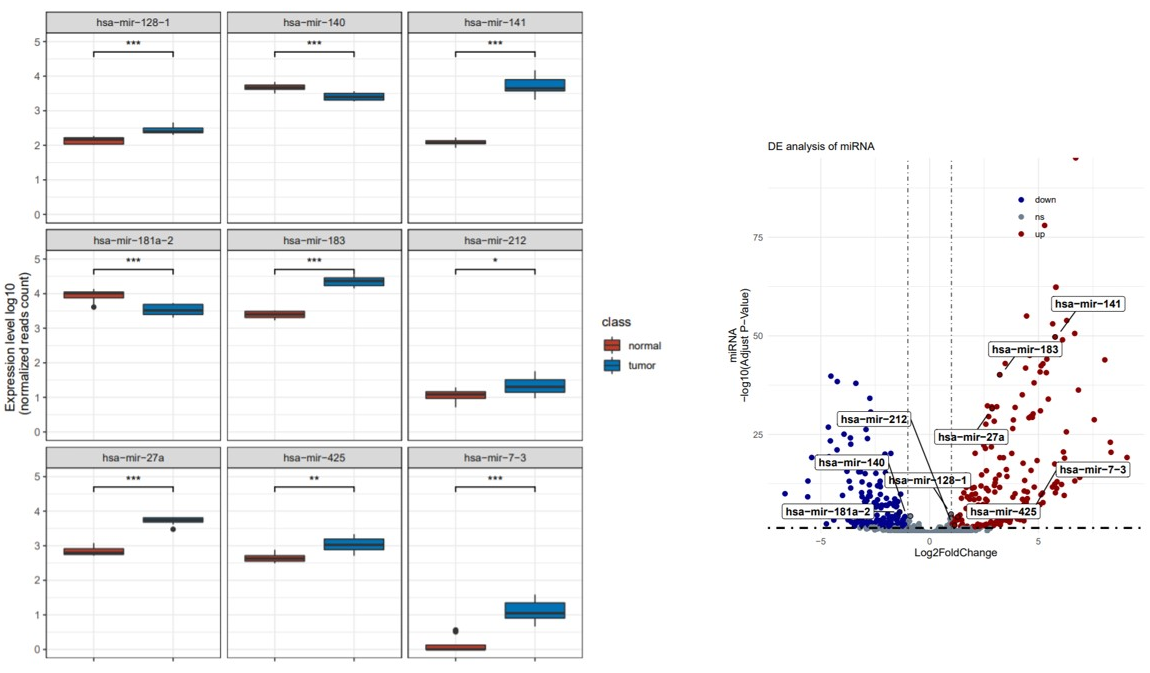 hsa−mir−128−1
hsa−mir−140
hsa−mir−141
***
***
***
5
4
3
2
1
0
hsa−mir−181a−2
hsa−mir−183
hsa−mir−212
***
***
*
5
4
3
2
1
0
hsa−mir−27a
hsa−mir−425
hsa−mir−7−3
***
**
***
5
4
3
2
1
0
Expression level log10
(normalized reads count)
class
normal
tumor
DE analysis of miRNA
down
ns
up
75
50
25
miRNA
−log10(Adjust P−Value)
hsa−mir−141
hsa−mir−183
hsa−mir−212
hsa−mir−27a
hsa−mir−140
hsa−mir−7−3
hsa−mir−128−1
hsa−mir−181a−2
hsa−mir−425
−5
0
5
Log2FoldChange